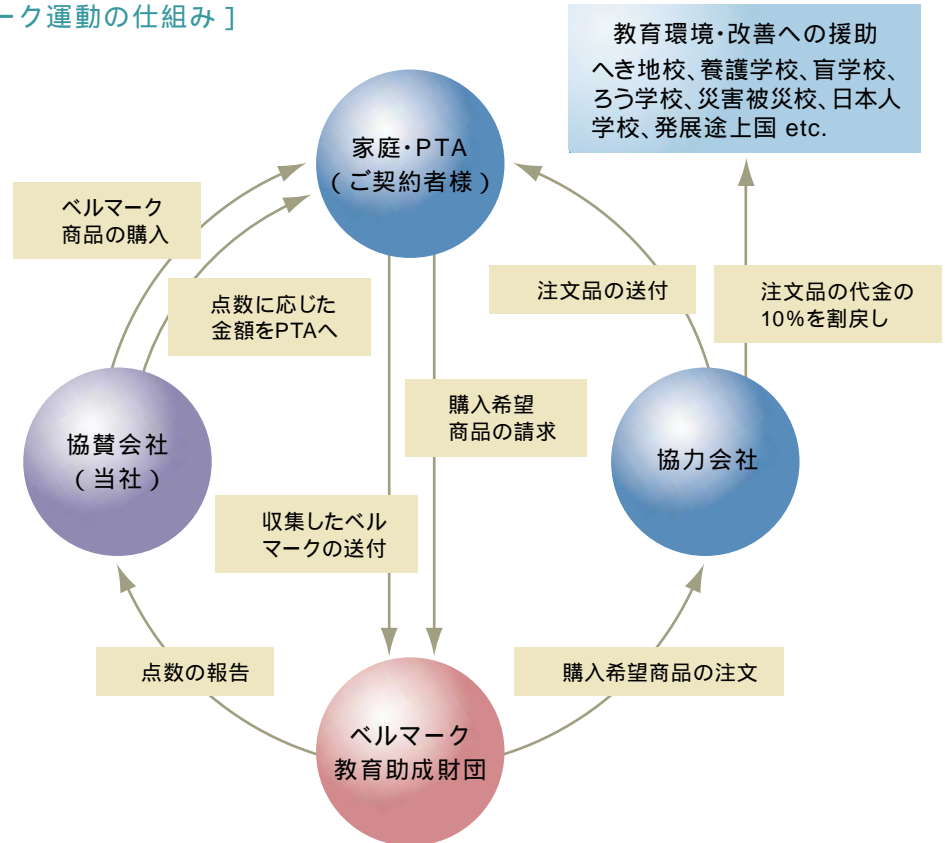 ーク運動の仕組み ]
教育環境・改善への援助
へき地校、養護学校、盲学校、
ろう学校、災害被災校、日本人
学校、発展途上国 etc.
家庭・PTA
( ご契約者様 )
ベルマーク
商品の購入
点数に応じた
金額をPTAへ
注文品の送付
注文品の代金の
10%を割戻し
協賛会社
( 当社 )
購入希望
商品の請求
協力会社
収集したベル
マークの送付
点数の報告
購入希望商品の注文
ベルマーク
教育助成財団